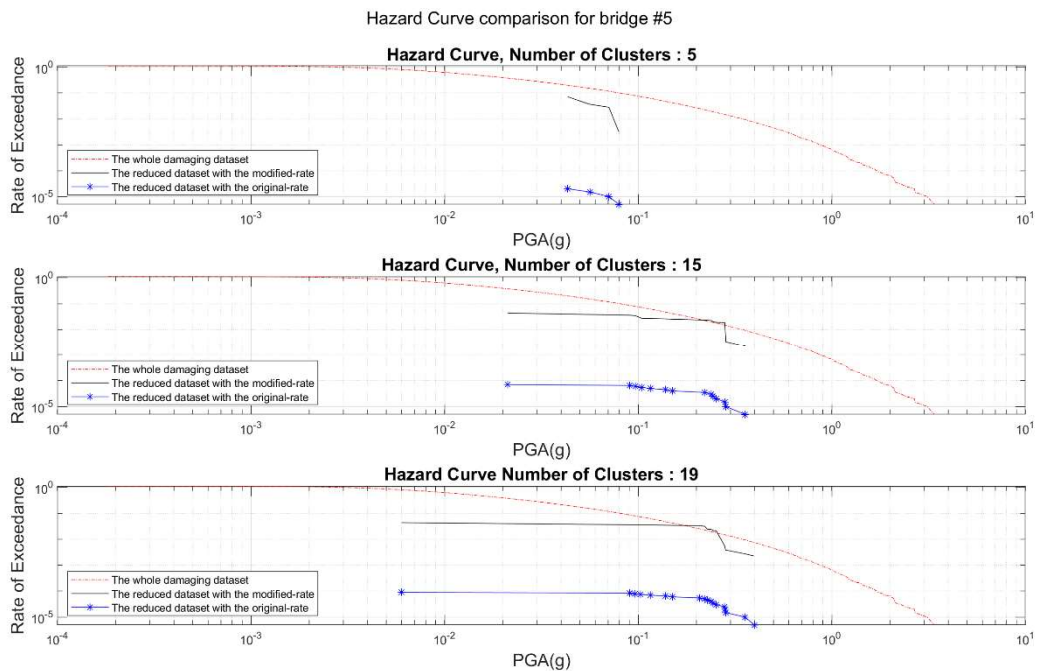 Hazard Curve comparison for bridge #5
Hazard Curve, Number of Clusters : 5
Rate of Exceedance
10^0
10^-5
The whole damaging dataset
The reduced dataset with the modified-rate
The reduced dataset with the original-rate
10^-4 10^-3 10^-2 10^-1 10^0 10^1
PGA(g)
Hazard Curve, Number of Clusters : 15
Rate of Exceedance
10^0
10^-5
The whole damaging dataset
The reduced dataset with the modified-rate
The reduced dataset with the original-rate
10^-4 10^-3 10^-2 10^-1 10^0 10^1
PGA(g)
Hazard Curve Number of Clusters : 19
Rate of Exceedance
10^0
10^-5
The whole damaging dataset
The reduced dataset with the modified-rate
The reduced dataset with the original-rate
10^-4 10^-3 10^-2 10^-1 10^0 10^1
PGA(g)